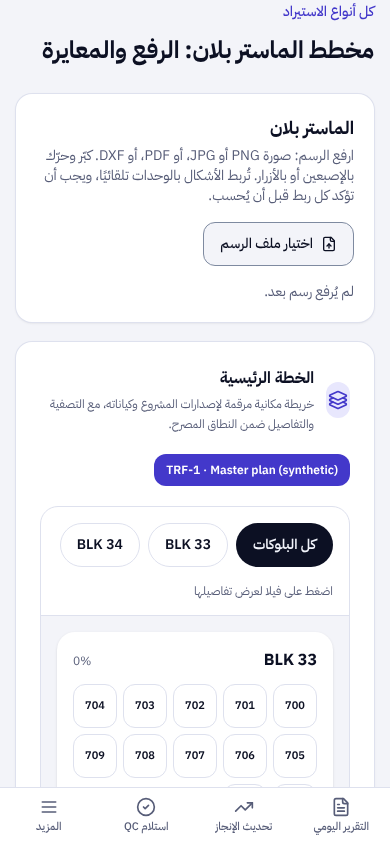 كل أنواع الاستيراد
مخطط الماستر بلان: الرفع والمعايرة
الماستر بلان
ارفع الرسم: صورة PNG أو JPG، أو PDF، أو DXF. كبّر وحرّك
بالإصبعين أو بالأزرار. تُربط الأشكال بالوحدات تلقائيًا، ويجب أن
تؤكد كل ربط قبل أن يُحسب.
اختيار ملف الرسم
لم يُرفع رسم بعد.
الخطة الرئيسية
خريطة مكانية مرقمة لإصدارات المشروع وكياناته، مع التصفية
والتفاصيل ضمن النطاق المصرح.
TRF-1 · Master plan (synthetic)
كل البلوكات
BLK 33
BLK 34
اضغط على فيلا لعرض تفاصيلها
BLK 33
0%
700 701 702 703 704
705 706 707 708 709
التقرير اليومي
تحديث الإنجاز
استلام QC
المزيد